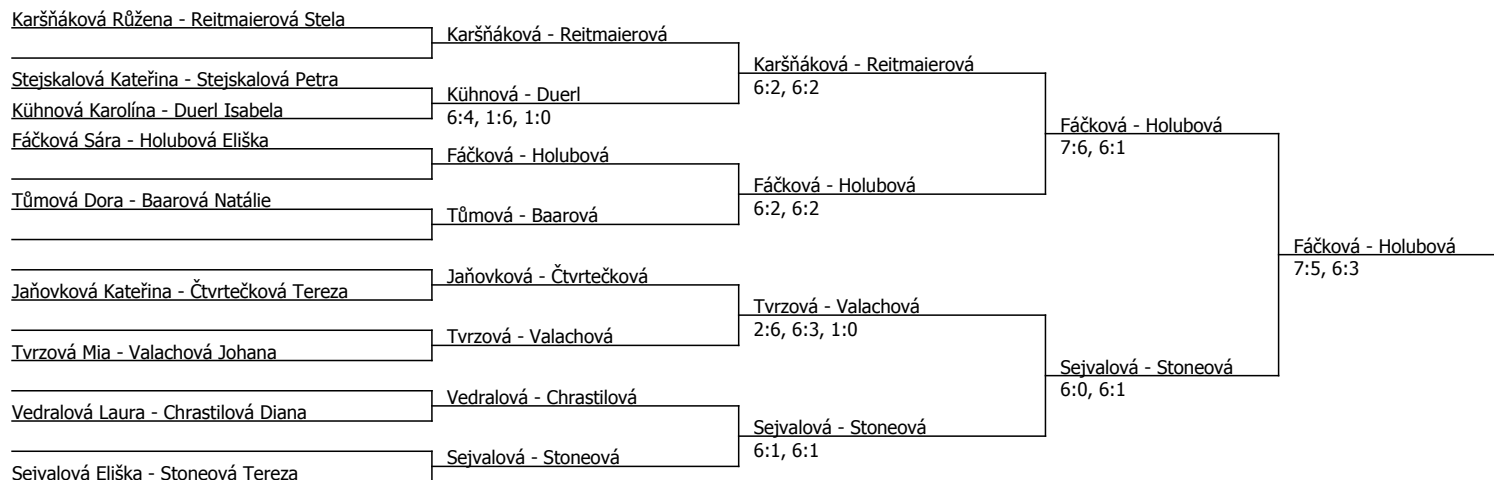 Karšňáková Růžena - Reitmaierová Stela
Stejskalová Kateřina - Stejskalová Petra
Kühnová Karolína - Duerl Isabela
Fáčková Sára - Holubová Eliška
Tůmová Dora - Baarová Natálie
Jaňovková Kateřina - Čtvrtečková Tereza
Tvrzová Mia - Valachová Johana
Vedralová Laura - Chrastilová Diana
Sejvalová Eliška - Stoneová Tereza
Karšňáková - Reitmaierová
Kühnová - Duerl
6:4, 1:6, 1:0
Fáčková - Holubová
Tůmová - Baarová
Jaňovková - Čtvrtečková
Tvrzová - Valachová
Vedralová - Chrastilová
Sejvalová - Stoneová
Karšňáková - Reitmaierová
6:2, 6:2
Fáčková - Holubová
6:2, 6:2
Tvrzová - Valachová
2:6, 6:3, 1:0
Sejvalová - Stoneová
6:1, 6:1
Fáčková - Holubová
7:6, 6:1
Sejvalová - Stoneová
6:0, 6:1
Fáčková - Holubová
7:5, 6:3